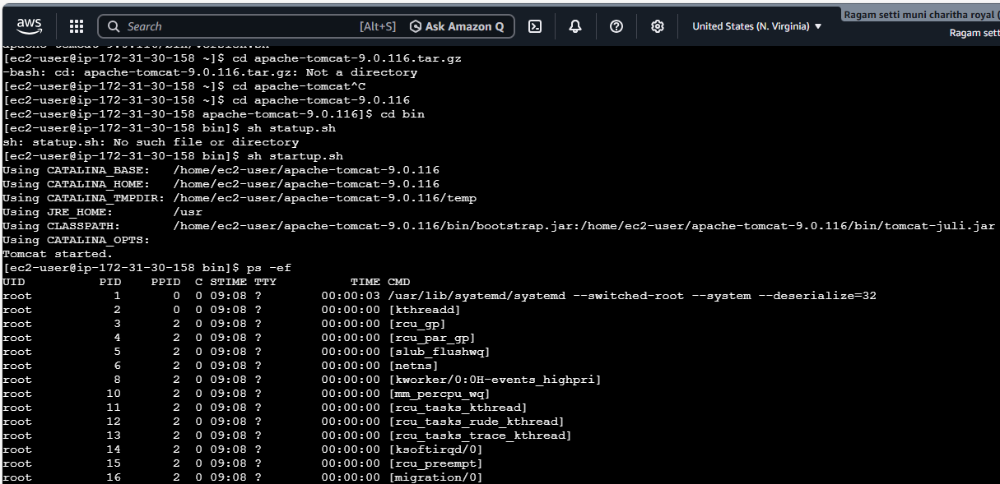 aws
Search [Alt+S] Ask Amazon Q United States (N. Virginia) ▼ Ragam setti muni charitha royal (
Ragam sett
apache-tomcat-9.0.116/bin/version.sh
[ec2-user@ip-172-31-30-158 ~]$ cd apache-tomcat-9.0.116.tar.gz
-bash: cd: apache-tomcat-9.0.116.tar.gz: Not a directory
[ec2-user@ip-172-31-30-158 ~]$ cd apache-tomcat^C
[ec2-user@ip-172-31-30-158 ~]$ cd apache-tomcat-9.0.116
[ec2-user@ip-172-31-30-158 apache-tomcat-9.0.116]$ cd bin
[ec2-user@ip-172-31-30-158 bin]$ sh statup.sh
sh: statup.sh: No such file or directory
[ec2-user@ip-172-31-30-158 bin]$ sh startup.sh
Using CATALINA_BASE:   /home/ec2-user/apache-tomcat-9.0.116
Using CATALINA_HOME:   /home/ec2-user/apache-tomcat-9.0.116
Using CATALINA_TMPDIR: /home/ec2-user/apache-tomcat-9.0.116/temp
Using JRE_HOME:        /usr
Using CLASSPATH:       /home/ec2-user/apache-tomcat-9.0.116/bin/bootstrap.jar:/home/ec2-user/apache-tomcat-9.0.116/bin/tomcat-juli.jar
Using CATALINA_OPTS:
Tomcat started.
[ec2-user@ip-172-31-30-158 bin]$ ps -ef
UID          PID    PPID  C STIME TTY          TIME CMD
root           1       0  0 09:08 ?        00:00:03 /usr/lib/systemd/systemd --switched-root --system --deserialize=32
root           2       0  0 09:08 ?        00:00:00 [kthreadd]
root           3       2  0 09:08 ?        00:00:00 [rcu_gp]
root           4       2  0 09:08 ?        00:00:00 [rcu_par_gp]
root           5       2  0 09:08 ?        00:00:00 [slub_flushwq]
root           6       2  0 09:08 ?        00:00:00 [netns]
root           8       2  0 09:08 ?        00:00:00 [kworker/0:0H-events_highpri]
root          10       2  0 09:08 ?        00:00:00 [mm_percpu_wq]
root          11       2  0 09:08 ?        00:00:00 [rcu_tasks_kthread]
root          12       2  0 09:08 ?        00:00:00 [rcu_tasks_rude_kthread]
root          13       2  0 09:08 ?        00:00:00 [rcu_tasks_trace_kthread]
root          14       2  0 09:08 ?        00:00:00 [ksoftirqd/0]
root          15       2  0 09:08 ?        00:00:00 [rcu_preempt]
root          16       2  0 09:08 ?        00:00:00 [migration/0]